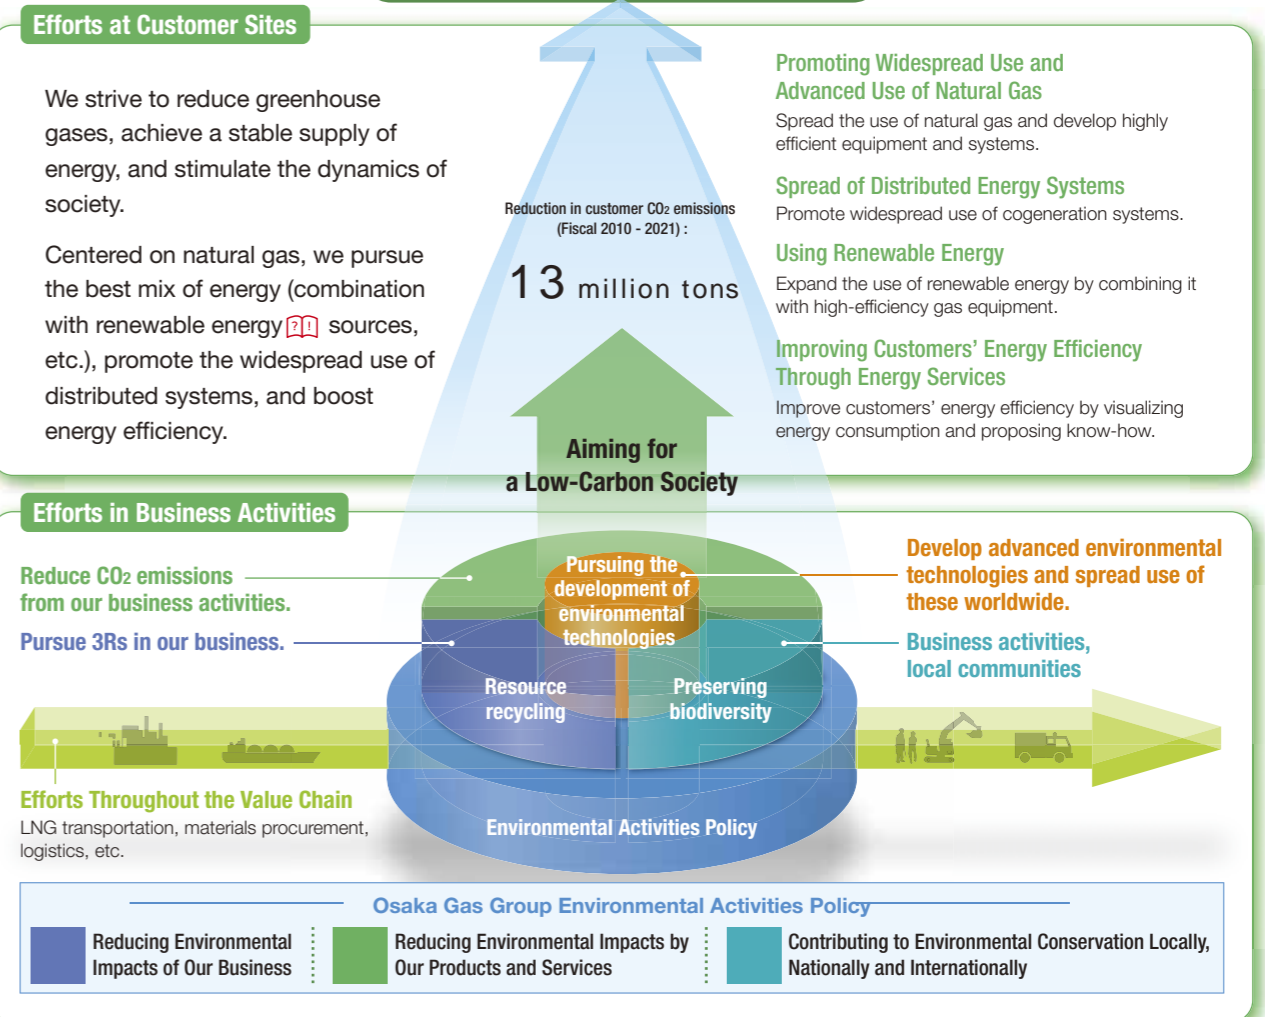 Efforts at Customer Sites
We strive to reduce greenhouse
gases, achieve a stable supply of
energy, and stimulate the dynamics of
society.
Centered on natural gas, we pursue
the best mix of energy (combination
with renewable energy ? ! sources,
etc.), promote the widespread use of
distributed systems, and boost
energy efficiency.
Reduction in customer CO2 emissions
(Fiscal 2010 - 2021) :
13 million tons
Promoting Widespread Use and
Advanced Use of Natural Gas
Spread the use of natural gas and develop highly
efficient equipment and systems.
Spread of Distributed Energy Systems
Promote widespread use of cogeneration systems.
Using Renewable Energy
Expand the use of renewable energy by combining it
with high-efficiency gas equipment.
Improving Customers' Energy Efficiency
Through Energy Services
Improve customers' energy efficiency by visualizing
energy consumption and proposing know-how.
Aiming for
a Low-Carbon Society
Efforts in Business Activities
Reduce CO2 emissions
from our business activities.
Pursue 3Rs in our business.
Pursuing the
development of
environmental
technologies
Develop advanced environmental
technologies and spread use of
these worldwide.
Business activities,
local communities
Resource
recycling
Preserving
biodiversity
Efforts Throughout the Value Chain
LNG transportation, materials procurement,
logistics, etc.
Environmental Activities Policy
Osaka Gas Group Environmental Activities Policy
Reducing Environmental
Impacts of Our Business
Reducing Environmental Impacts by
Our Products and Services
Contributing to Environmental Conservation Locally,
Nationally and Internationally